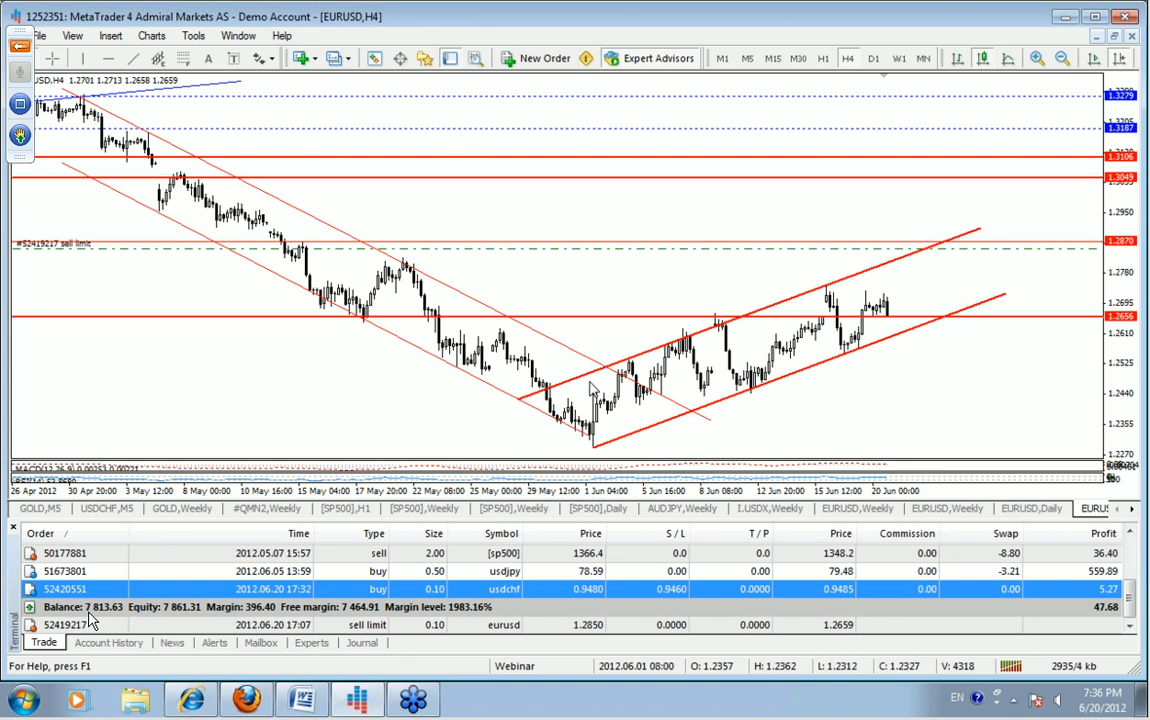 1252351: MetaTrader 4 Admiral Markets AS - Demo Account - [EURUSD,H4]
File View Insert Charts Tools Window Help
New Order Expert Advisors M1 M5 M15 M30 H1 H4 D1 W1 MN
USD,H4 1.2701 1.2713 1.2658 1.2659
1.3279
1.3205
1.3187
1.3106
1.3049
1.2950
#52419217 sell limit
1.2870
1.2780
1.2695
1.2656
1.2610
1.2525
1.2440
1.2355
1.2270
26 Apr 2012 30 Apr 20:00 3 May 12:00 8 May 00:00 10 May 16:00 15 May 04:00 17 May 20:00 22 May 08:00 25 May 00:00 29 May 12:00 1 Jun 04:00 5 Jun 16:00 8 Jun 08:00 12 Jun 20:00 15 Jun 12:00 20 Jun 00:00
GOLD,M5 USDCHF,M5 GOLD,Weekly #QMN2,Weekly [SP500],H1 [SP500],Weekly [SP500],Weekly [SP500],Daily AUDJPY,Weekly I.USDX,Weekly EURUSD,Weekly EURUSD,Weekly EURUSD,Daily EURUS
Order / Time Type Size Symbol Price S / L T / P Price Commission Swap Profit
50177881 2012.05.07 15:57 sell 2.00 [sp500] 1366.4 0.0 0.0 1348.2 0.00 -8.80 36.40
51673801 2012.06.05 13:59 buy 0.50 usdjpy 78.59 0.00 0.00 79.48 0.00 -3.21 559.89
52420551 2012.06.20 17:32 buy 0.10 usdchf 0.9480 0.9460 0.0000 0.9485 0.00 0.00 5.27
Balance: 7 813.63 Equity: 7 861.31 Margin: 396.40 Free margin: 7 464.91 Margin level: 1983.16% 47.68
52419217 2012.06.20 17:07 sell limit 0.10 eurusd 1.2850 0.0000 0.0000 1.2659
Terminal
Trade Account History News Alerts Mailbox Experts Journal
For Help, press F1 Webinar 2012.06.01 08:00 O: 1.2357 H: 1.2362 L: 1.2312 C: 1.2327 V: 4318 2935/4 kb
EN 7:36 PM
6/20/2012